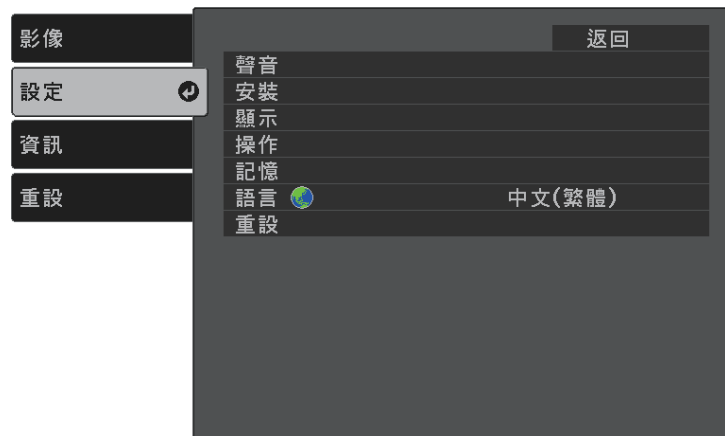 影像
設定
資訊
重設
返回
聲音
安裝
顯示
操作
記憶
語言 中文(繁體)
重設